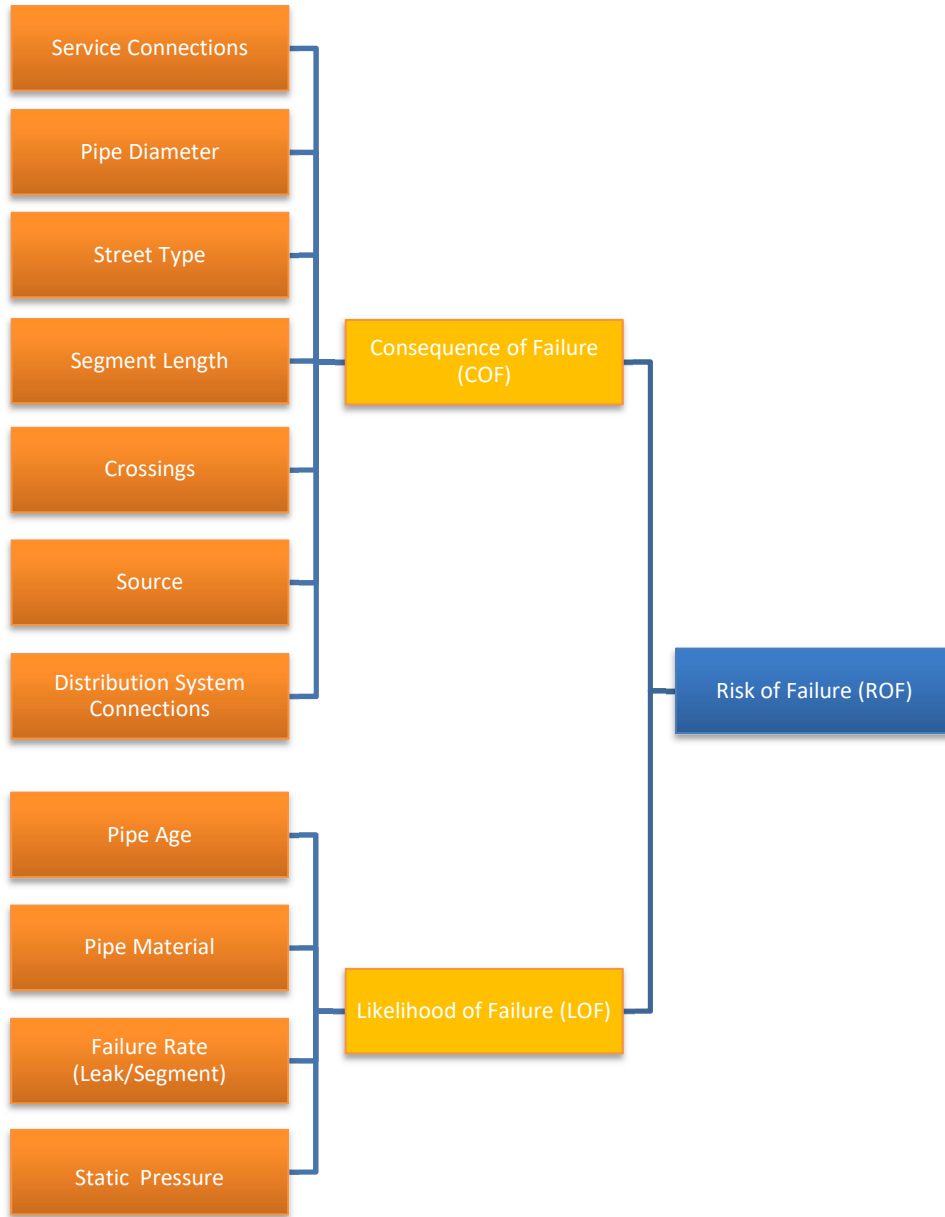 Service Connections
Pipe Diameter
Street Type
Segment Length
Crossings
Source
Distribution System
Connections
Consequence of Failure
(COF)
Risk of Failure (ROF)
Pipe Age
Pipe Material
Failure Rate
(Leak/Segment)
Static Pressure
Likelihood of Failure (LOF)